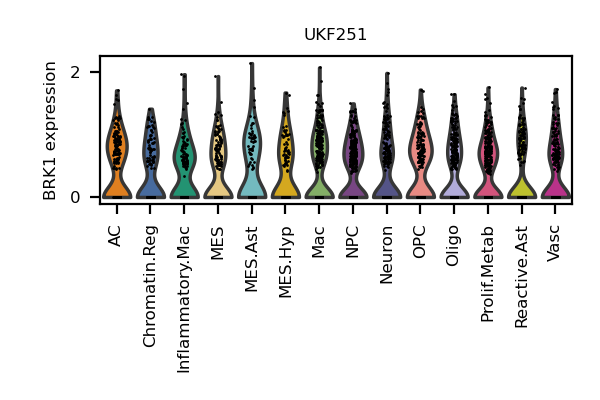 UKF251
BRK1 expression
2
0
AC
Chromatin.Reg
Inflammatory.Mac
MES
MES.Ast
MES.Hyp
Mac
NPC
Neuron
OPC
Oligo
Prolif.Metab
Reactive.Ast
Vasc